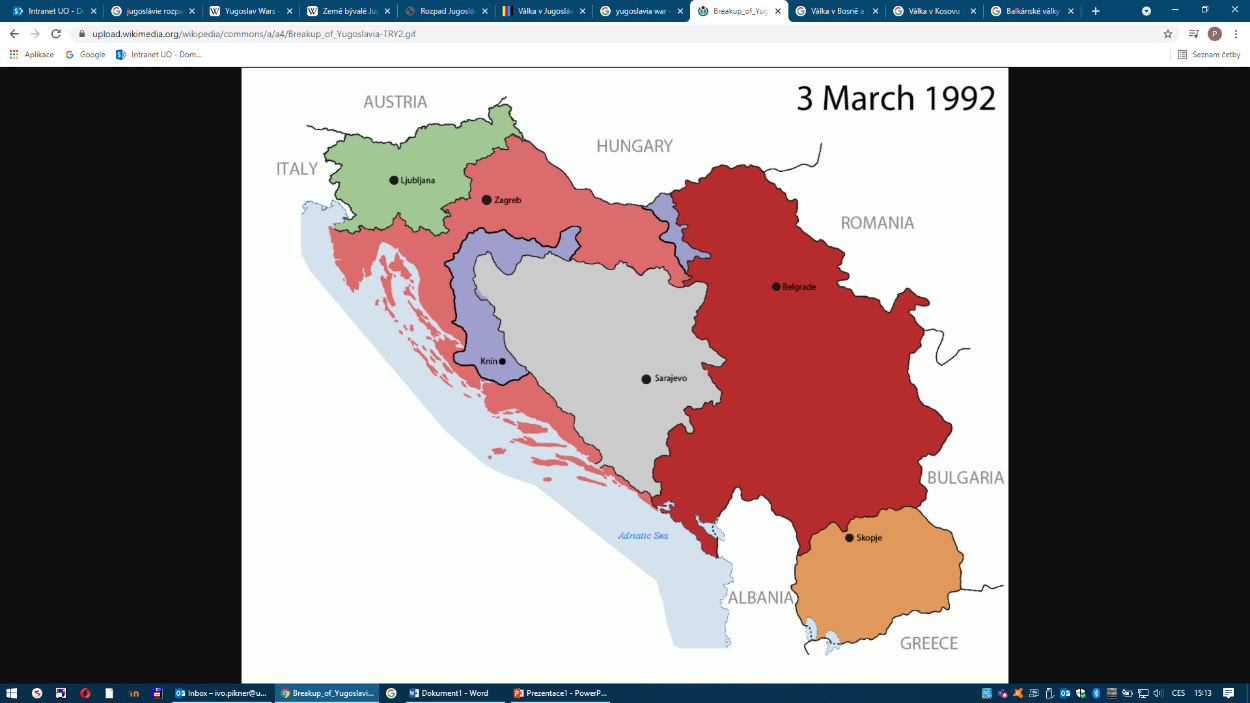 Intranet UO - D
jugoslávie rozpa
Yugoslav Wars -
Země bývalé Jug
Rozpad Jugoslá
Válka v Jugosláv
yugoslavia war -
Breakup_of_Yug
Válka v Bosně a
Válka v Kosovu
Balkánské války
upload.wikimedia.org/wikipedia/commons/a/a4/Breakup_of_Yugoslavia-TRY2.gif
P
Aplikace
Google
Intranet UO - Dom...
Seznam četby
3 March 1992
AUSTRIA
HUNGARY
ITALY
Ljubljana
Zagreb
ROMANIA
Belgrade
Knin
Sarajevo
BULGARIA
Adriatic Sea
Skopje
ALBANIA
GREECE
Inbox – ivo.pikner@u...
Breakup_of_Yugoslavi...
Dokument1 - Word
Prezentace1 - PowerP...
CES
15:13